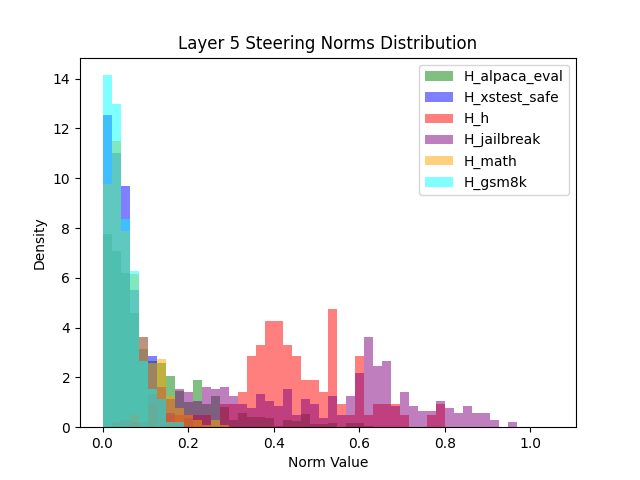 Layer 5 Steering Norms Distribution
H_alpaca_eval
H_xstest_safe
H_h
H_jailbreak
H_math
H_gsm8k
Density
14
12
10
8
6
4
2
0
0.0 0.2 0.4 0.6 0.8 1.0
Norm Value